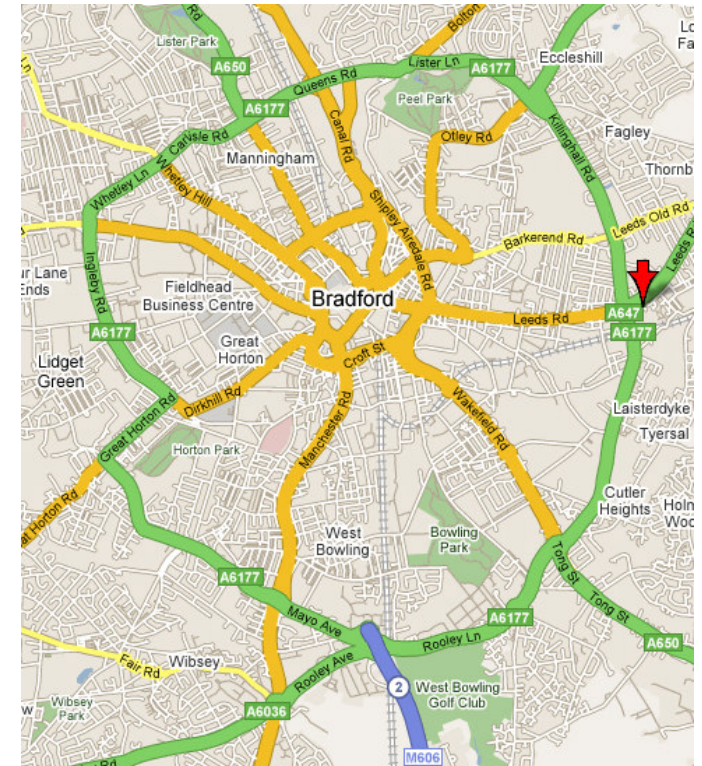 Rd
Lister Park
A650
Bolton
Lister Ln
A6177
Eccleshill
Queens Rd
Peel Park
A6177
Canal Rd
Otley Rd
Killinghall Rd
Fagley
Carlisle Rd
Manningham
Whetley Ln
Whetley Hill
Thornb
Shipley Airedale Rd
Leeds Old Rd
Barkerend Rd
Leeds R
Ingleby Rd
ur Lane
Ends
Fieldhead
Business Centre
Bradford
Leeds Rd
A647
A6177
A6177
Great
Horton
Croft St
Lidget
Green
Dirkhill Rd
Wakefield Rd
Laisterdyke
Great Horton Rd
Manchester Rd
Tyersal
Horton Park
at Horton Rd
Cutler
Heights
Holm
Woo
West
Bowling
Bowling
Park
Tong St
A6177
Mayo Ave
A6177
Tong St
Rooley Ln
A650
Fair Rd
Wibsey
Rooley Ave
2
West Bowling
Golf Club
Wibsey
Park
w
A6036
M606